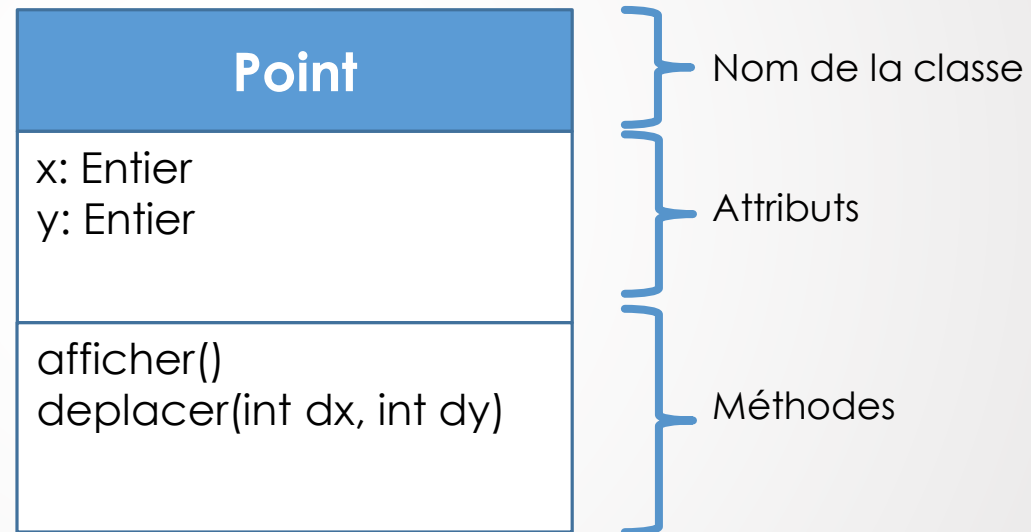 Point
Nom de la classe
x: Entier
y: Entier
Attributs
afficher()
deplacer(int dx, int dy)
Méthodes